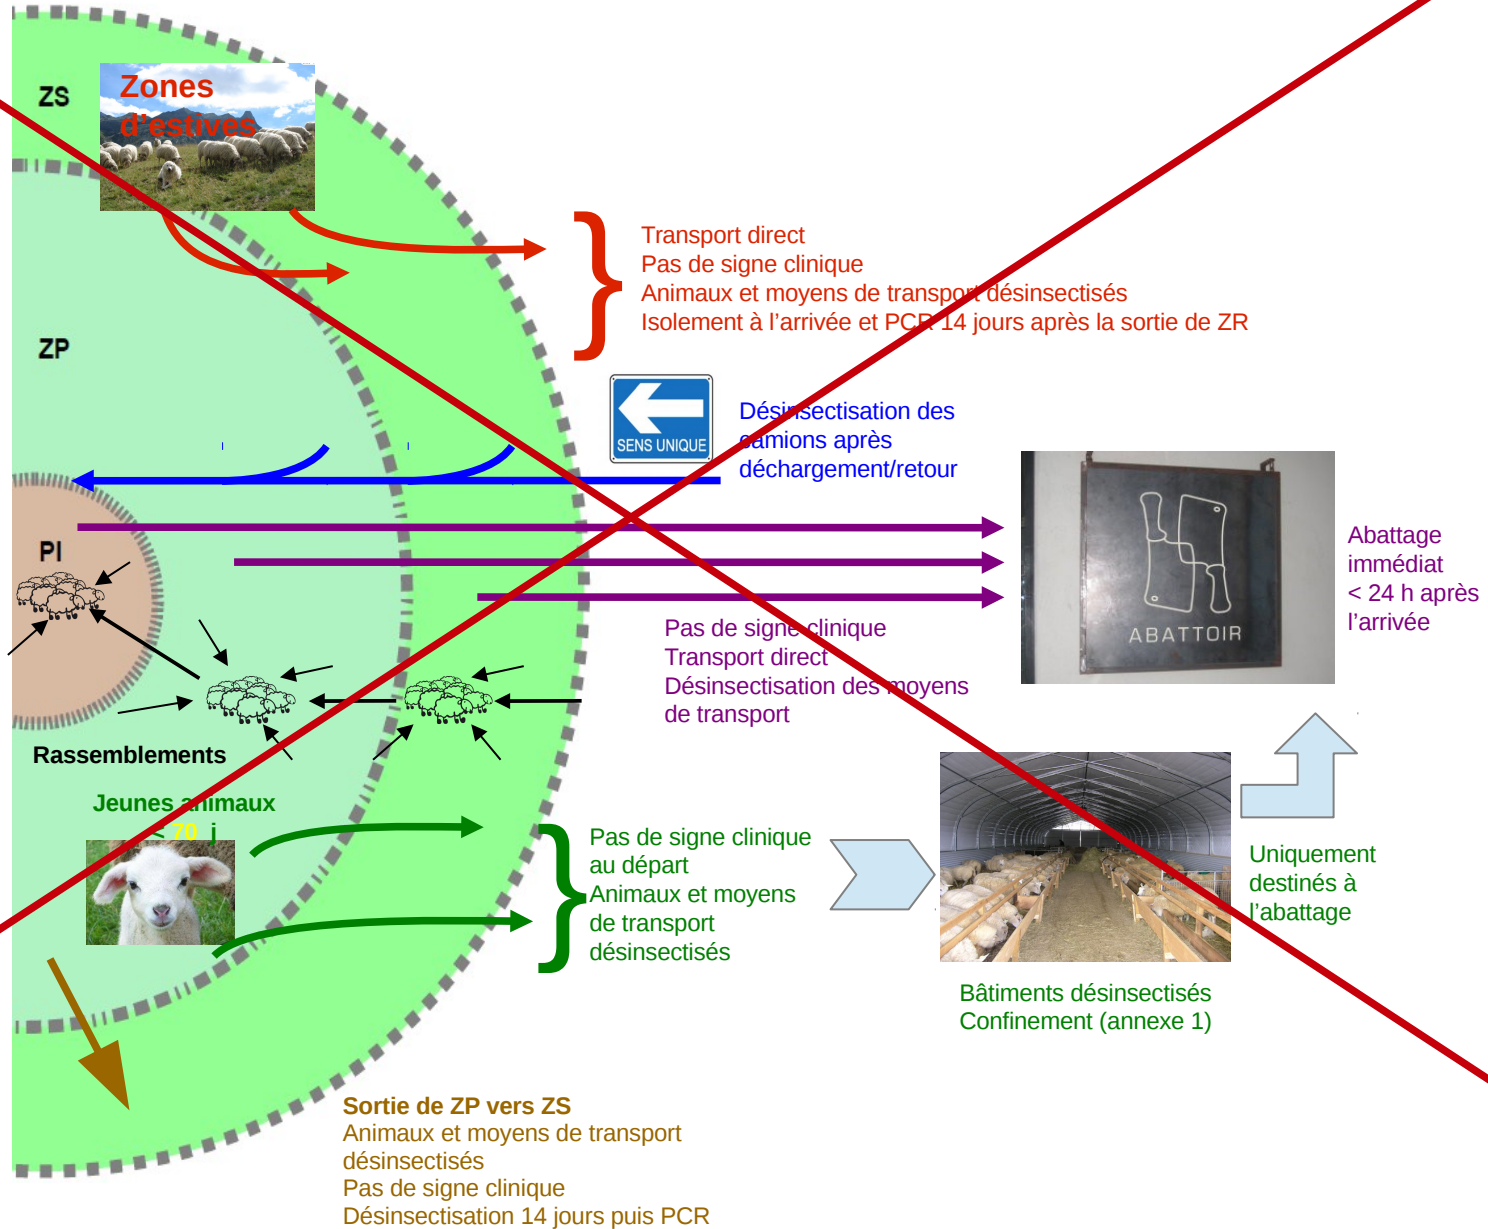 ZS
Zones
d'estives
Transport direct
Pas de signe clinique
Animaux et moyens de transport désinsectisés
Isolement à l'arrivée et PCR 14 jours après la sortie de ZR
ZP
SENS UNIQUE
Désinsectisation des
camions après
déchargement/retour
PI
ABATTOIR
Abattage
immédiat
< 24 h après
l'arrivée
Pas de signe clinique
Transport direct
Désinsectisation des moyens
de transport
Rassemblements
Jeunes animaux
< 70 j
Pas de signe clinique
au départ
Animaux et moyens
de transport
désinsectisés
Uniquement
destinés à
l'abattage
Bâtiments désinsectisés
Confinement (annexe 1)
Sortie de ZP vers ZS
Animaux et moyens de transport
désinsectisés
Pas de signe clinique
Désinsectisation 14 jours puis PCR